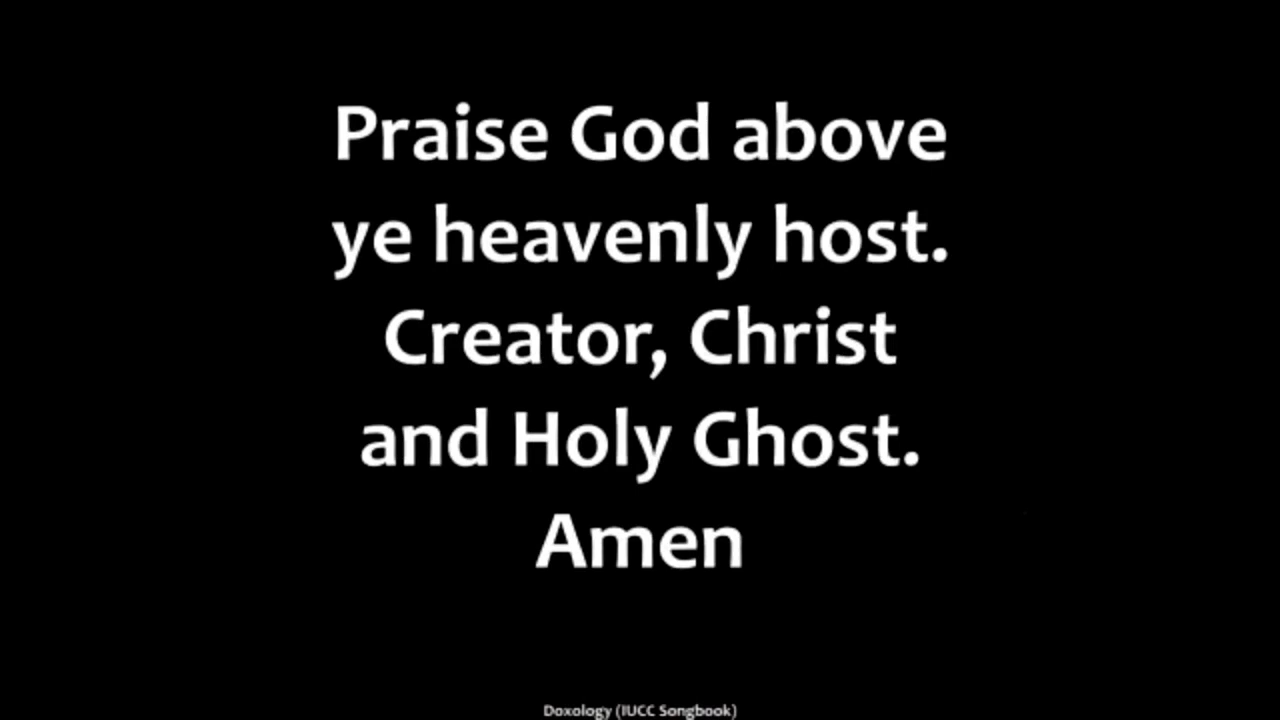 Praise God above
ye heavenly host.
Creator, Christ
and Holy Ghost.
Amen
Doxology (IUCC Songbook)